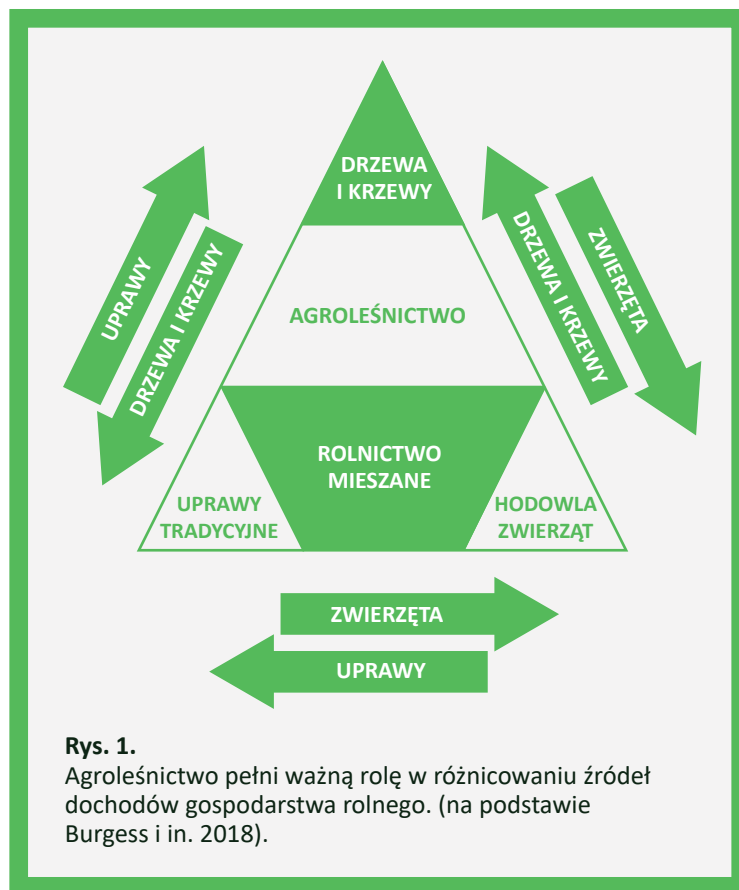 DRZEWA
I KRZEWY
UPRAWY
DRZEWA I KRZEWY
DRZEWA I KRZEWY
ZWIERZĘTA
AGROLEŚNICTWO
ROLNICTWO
MIESZANE
UPRAWY
TRADYCYJNE
HODOWLA
ZWIERZĄT
ZWIERZĘTA
UPRAWY
Rys. 1.
Agroleśnictwo pełni ważną rolę w różnicowaniu źródeł
dochodów gospodarstwa rolnego. (na podstawie
Burgess i in. 2018).